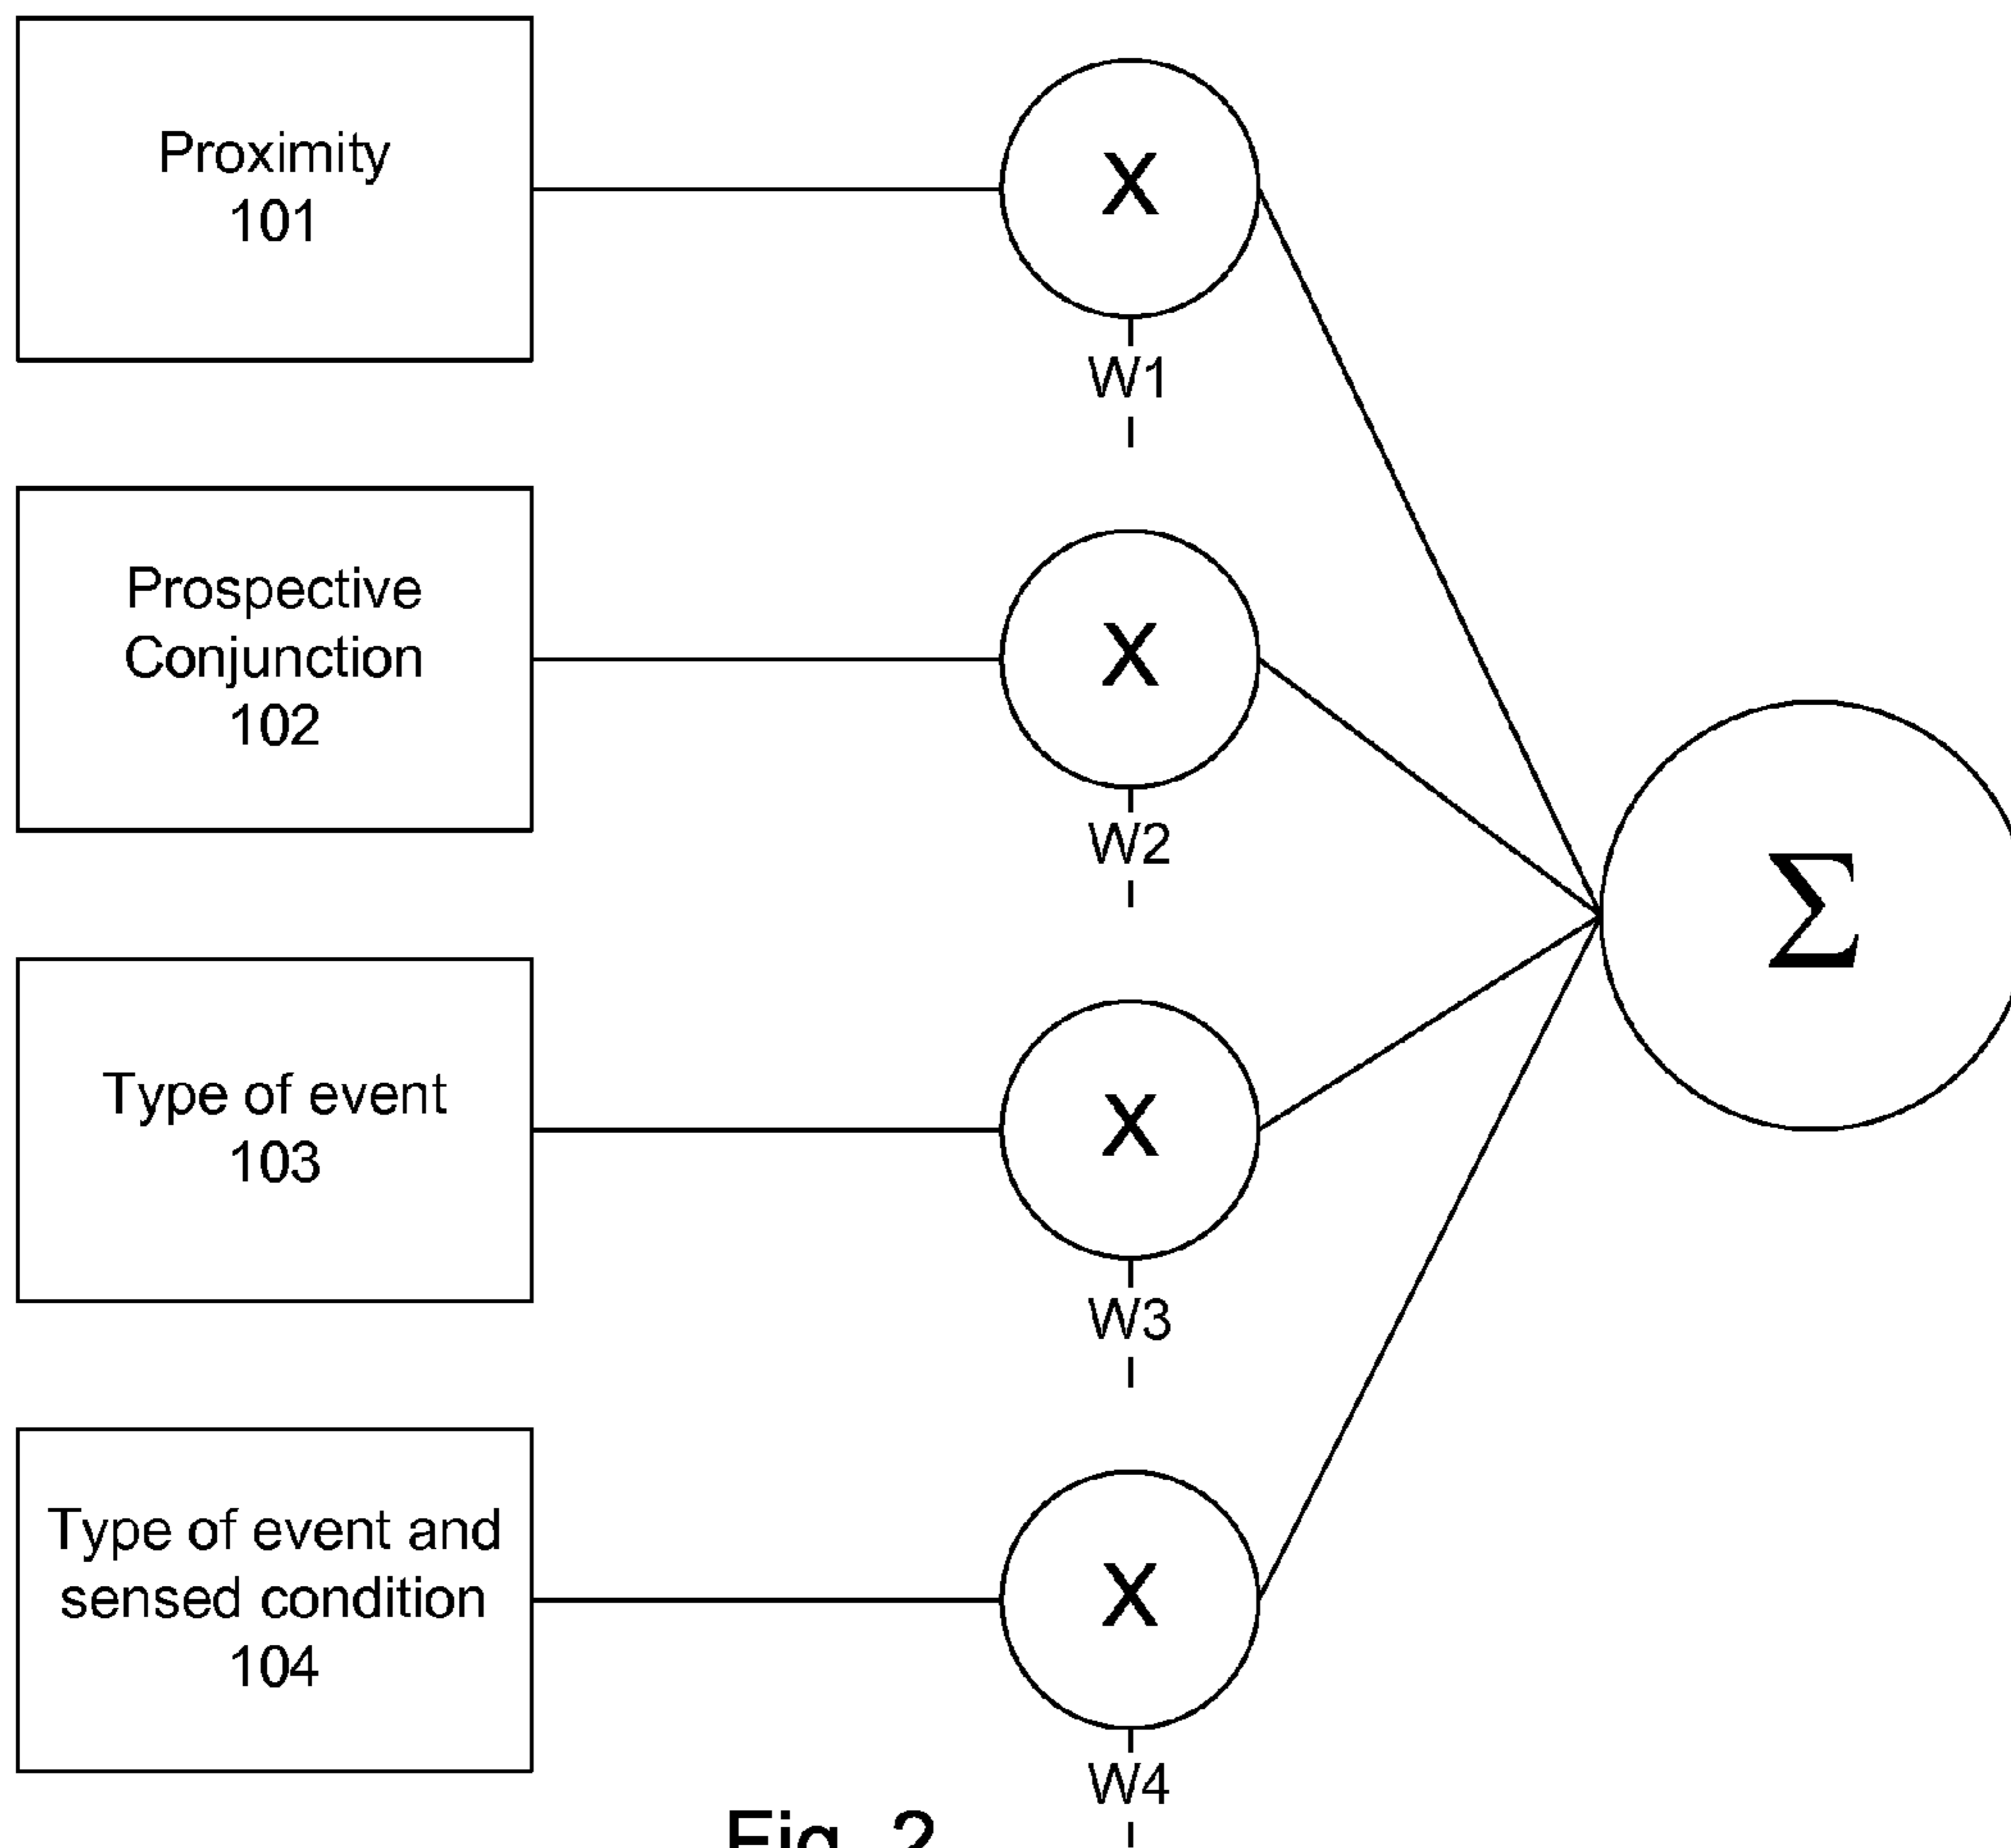 Proximity
101
X
W1
Prospective
Conjunction
102
X
W2
Σ
Type of event
103
X
W3
Type of event and
sensed condition
104
X
W4
Fig. 2